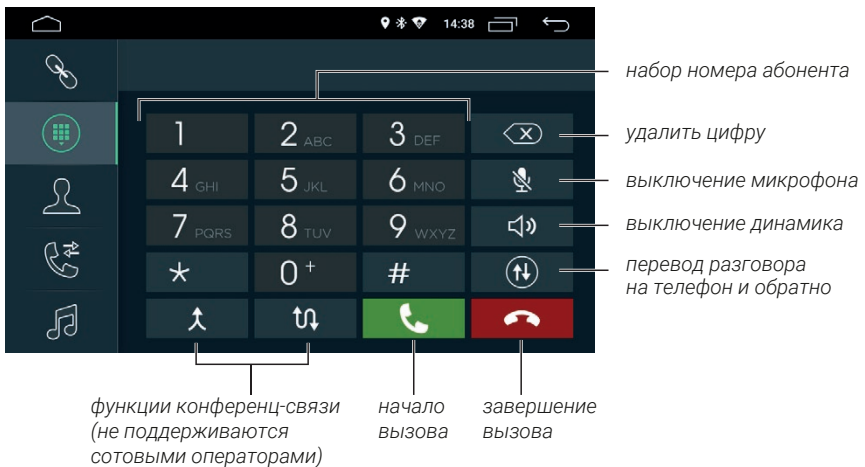 14:38
набор номера абонента
1
2 ABC
3 DEF
удалить цифру
4 GHI
5 JKL
6 MNO
выключение микрофона
7 PQRS
8 TUV
9 WXYZ
выключение динамика
*
0 +
#
перевод разговора
на телефон и обратно
функции конференц-связи
(не поддерживаются
сотовыми операторами)
начало
вызова
завершение
вызова